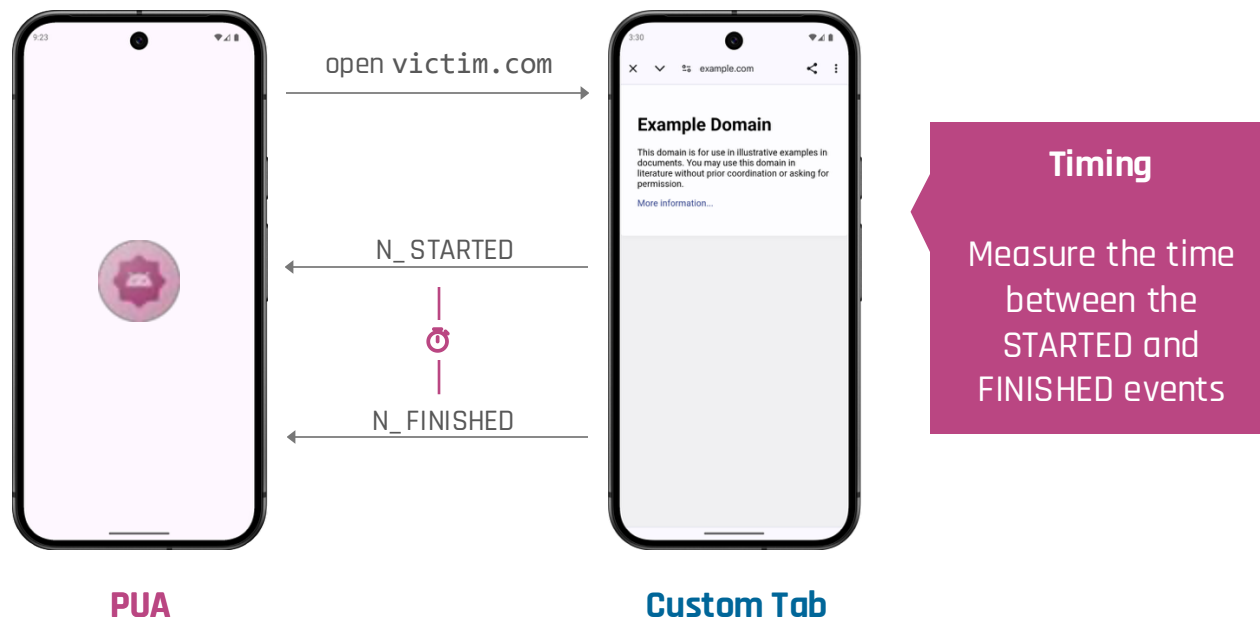 9:23
open victim.com
3:30
example.com
Example Domain
This domain is for use in illustrative examples in
documents. You may use this domain in
literature without prior coordination or asking for
permission.
More information...
N_STARTED
N_FINISHED
Timing
Measure the time
between the
STARTED and
FINISHED events
PUA
Custom Tab